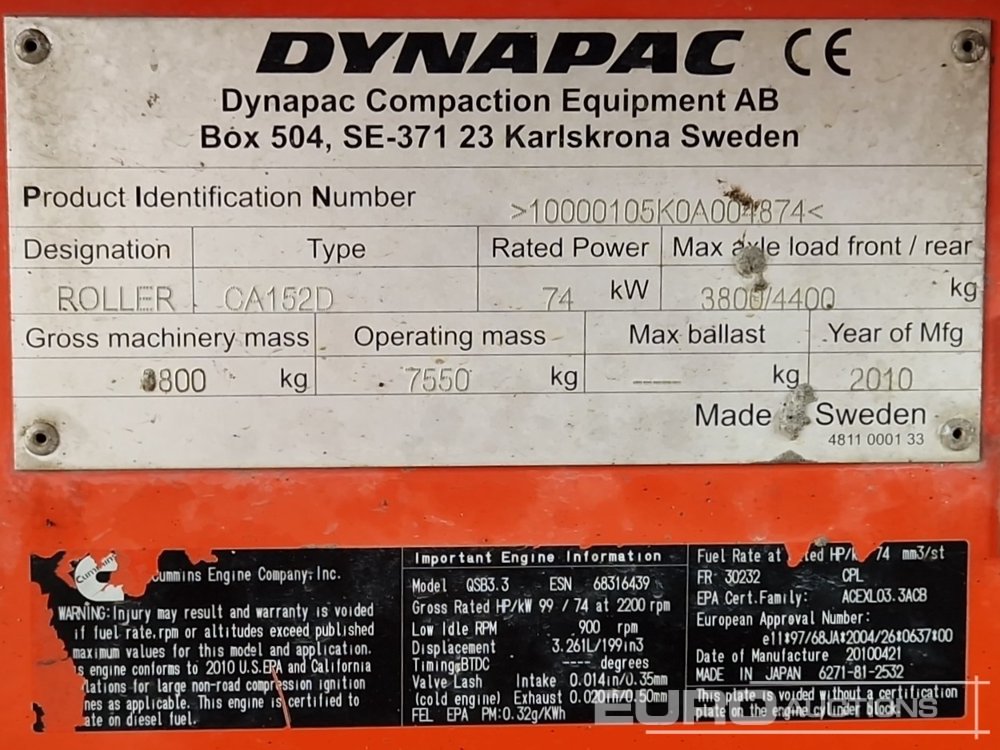 DYNAPAC CE
Dynapac Compaction Equipment AB
Box 504, SE-371 23 Karlskrona Sweden
Product Identification Number >10000105K0A004874<
Designation Type Rated Power Max axle load front / rear
ROLLER CA152D 74 kW 3800/4400 kg
Gross machinery mass Operating mass Max ballast Year of Mfg
800 kg 7550 kg ---- kg 2010
Made Sweden
4811 0001 33
Cummins
Cummins Engine Company, Inc.
WARNING: Injury may result and warranty is voided
if fuel rate.rpm or altitudes exceed published
maximum values for this model and application.
engine conforms to 2010 U.S.EPA and California
for large non-road compression ignition
as applicable. This engine is certified to
on diesel fuel.
Important Engine Information
Model QSB3.3 ESN 68316439
Gross Rated HP/kW 99 / 74 at 2200 rpm
Low Idle RPM 900 rpm
Displacement 3.261L/199in3
Timing:BTDC ---- degrees
Valve Lash Intake 0.014in/0.35mm
(cold engine) Exhaust 0.020in/0.50mm
FEL EPA PM:0.32g/KWh
Fuel Rate at HP/k 74 mm3/st
FR 30232 CPL
EPA Cert.Family: ACEXL03.3ACB
European Approval Number:
e11*97/68JA*2004/26*0637*00
Date of Manufacture 20100421
MADE IN JAPAN 6271-81-2532
This plate is voided without a certification
plate on the engine cylinder block.
EURO AUCTIONS